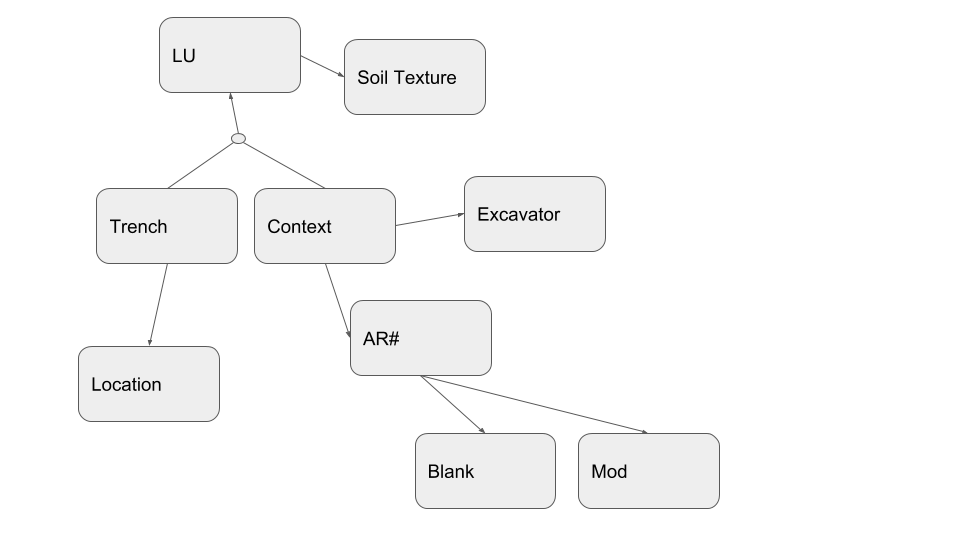 LU
Soil Texture
Trench
Context
Excavator
AR#
Location
Blank
Mod